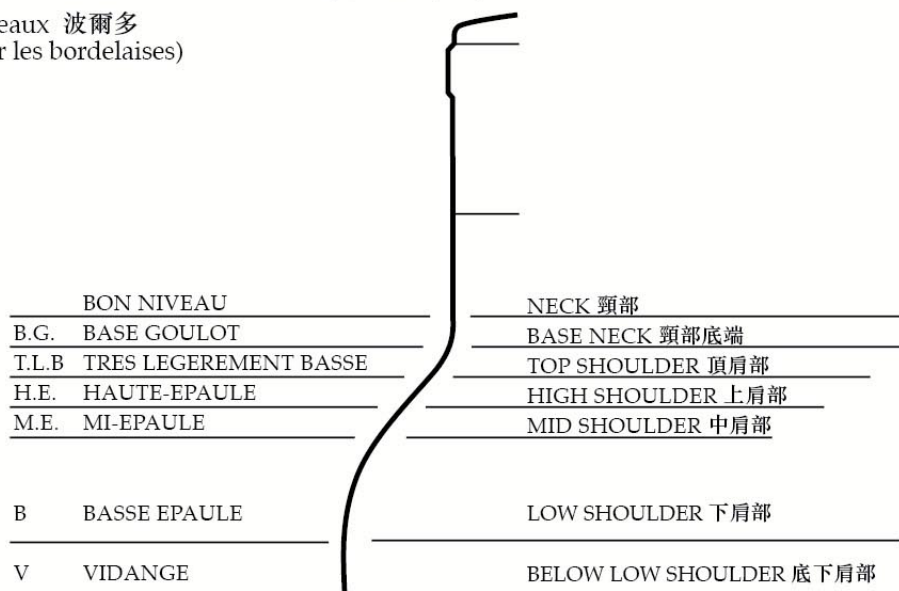 eaux 波爾多
r les bordelaises)
BON NIVEAU NECK 頸部
B.G. BASE GOULOT BASE NECK 頸部底端
T.L.B TRES LEGEREMENT BASSE TOP SHOULDER 頂肩部
H.E. HAUTE-EPAULE HIGH SHOULDER 上肩部
M.E. MI-EPAULE MID SHOULDER 中肩部
B BASSE EPAULE LOW SHOULDER 下肩部
V VIDANGE BELOW LOW SHOULDER 底下肩部